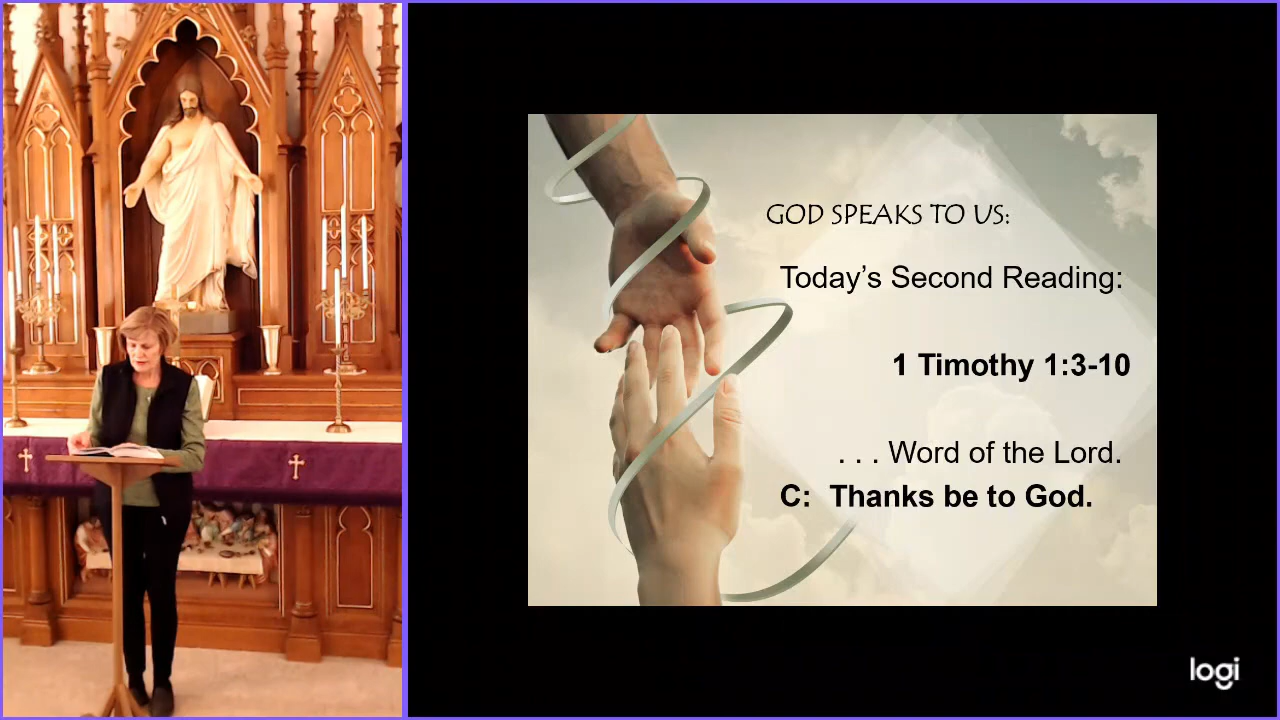 GOD SPEAKS TO US:
Today’s Second Reading:
1 Timothy 1:3-10
. . . Word of the Lord.
C: Thanks be to God.
logi